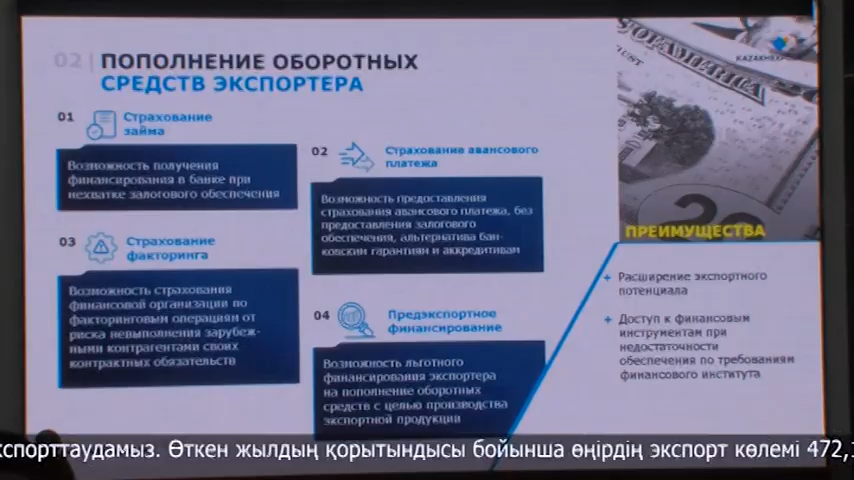 02 | ПОПОЛНЕНИЕ ОБОРОТНЫХ
СРЕДСТВ ЭКСПОРТЕРА
01
Страхование
займа
Возможность получения
финансирования в банке при
нехватке залогового обеспечения
02
Страхование авансового
платежа
Возможность предоставления
страхования авансового платежа, без
предоставления залогового
обеспечения, альтернатива бан-
ковским гарантиям и аккредитивам
03
Страхование
факторинга
Возможность страхования
финансовой организации по
факторинговым операциям от
риска невыполнения зарубеж-
ными контрагентами своих
контрактных обязательств
04
Предэкспортное
финансирование
Возможность льготного
финансирования экспортера
на пополнение оборотных
средств с целью производства
экспортной продукции
OF AMERICA
20
ПРЕИМУЩЕСТВА
+ Расширение экспортного
потенциала
+ Доступ к финансовым
инструментам при
недостаточности
обеспечения по требованиям
финансового института
кспорттаудамыз. Өткен жылдың қорытындысы бойынша өңірдің экспорт көлемі 472,